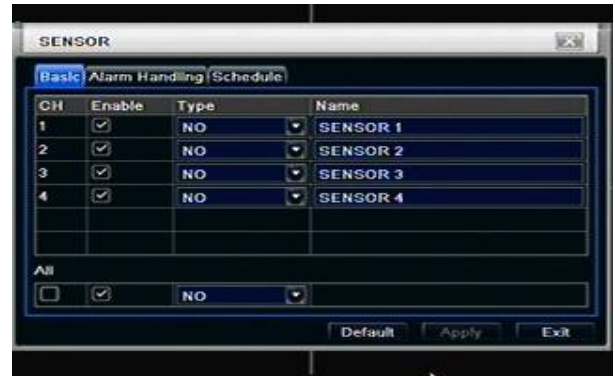 SENSOR
Basic Alarm Handling Schedule
CH Enable Type Name
1 NO SENSOR 1
2 NO SENSOR 2
3 NO SENSOR 3
4 NO SENSOR 4
All
NO
Default Apply Exit